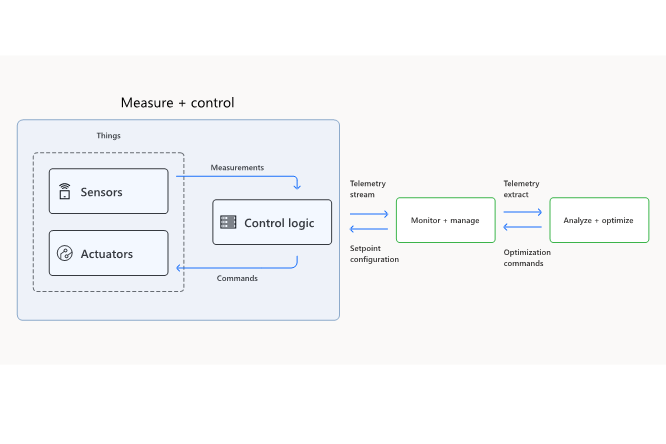 Measure + control
Things
Sensors
Actuators
Measurements
Control logic
Commands
Telemetry
stream
Setpoint
configuration
Monitor + manage
Telemetry
extract
Optimization
commands
Analyze + optimize